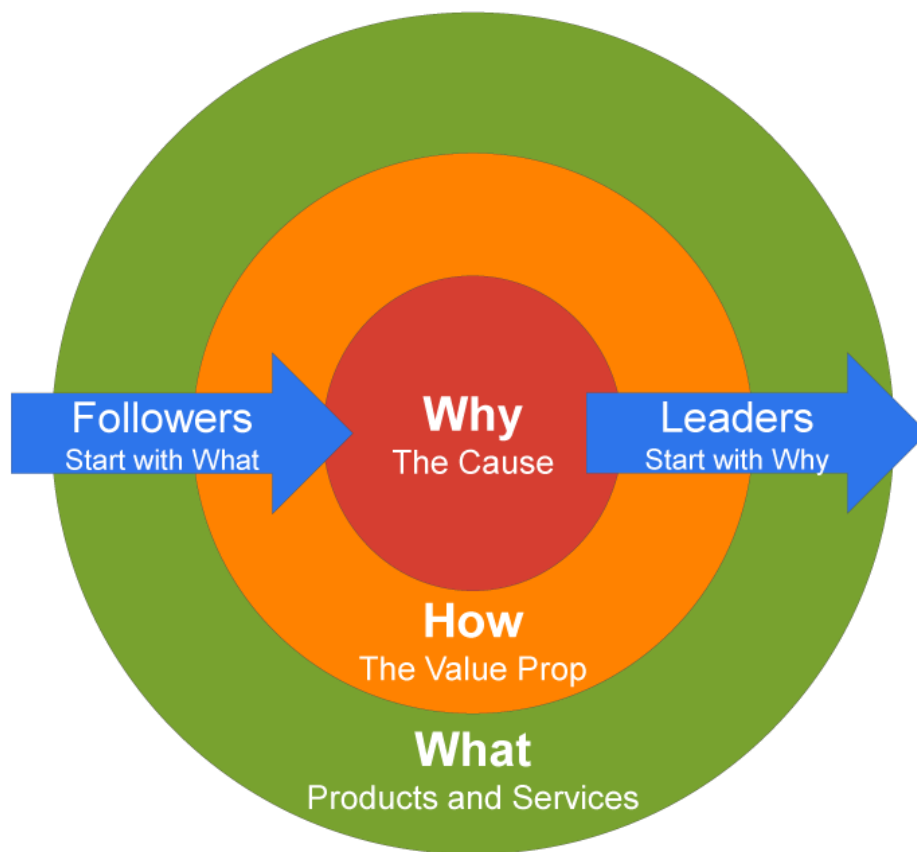 Followers
Start with What
Why
The Cause
Leaders
Start with Why
How
The Value Prop
What
Products and Services